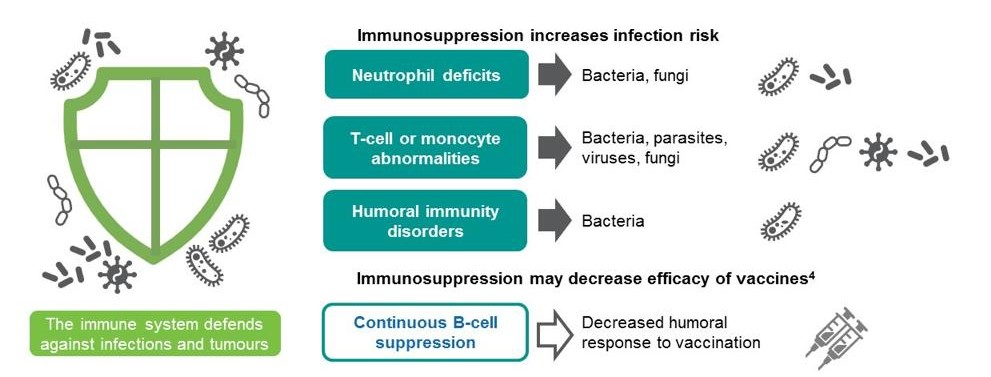 Immunosuppression increases infection risk
Neutrophil deficits
Bacteria, fungi
T-cell or monocyte
abnormalities
Bacteria, parasites,
viruses, fungi
Humoral immunity
disorders
Bacteria
Immunosuppression may decrease efficacy of vaccines⁴
The immune system defends
against infections and tumours
Continuous B-cell
suppression
Decreased humoral
response to vaccination